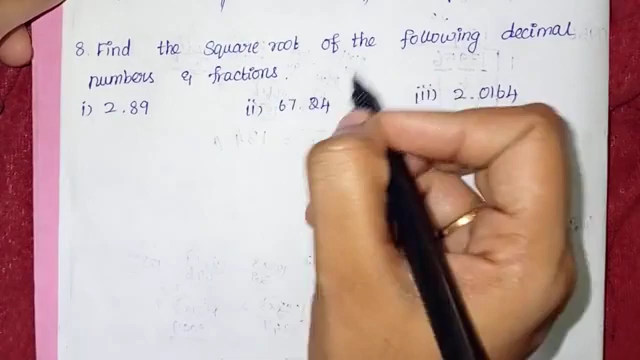 8. Find the square root of the following decimal
numbers & fractions.
i) 2.89 ii) 67.24 iii) 2.0164